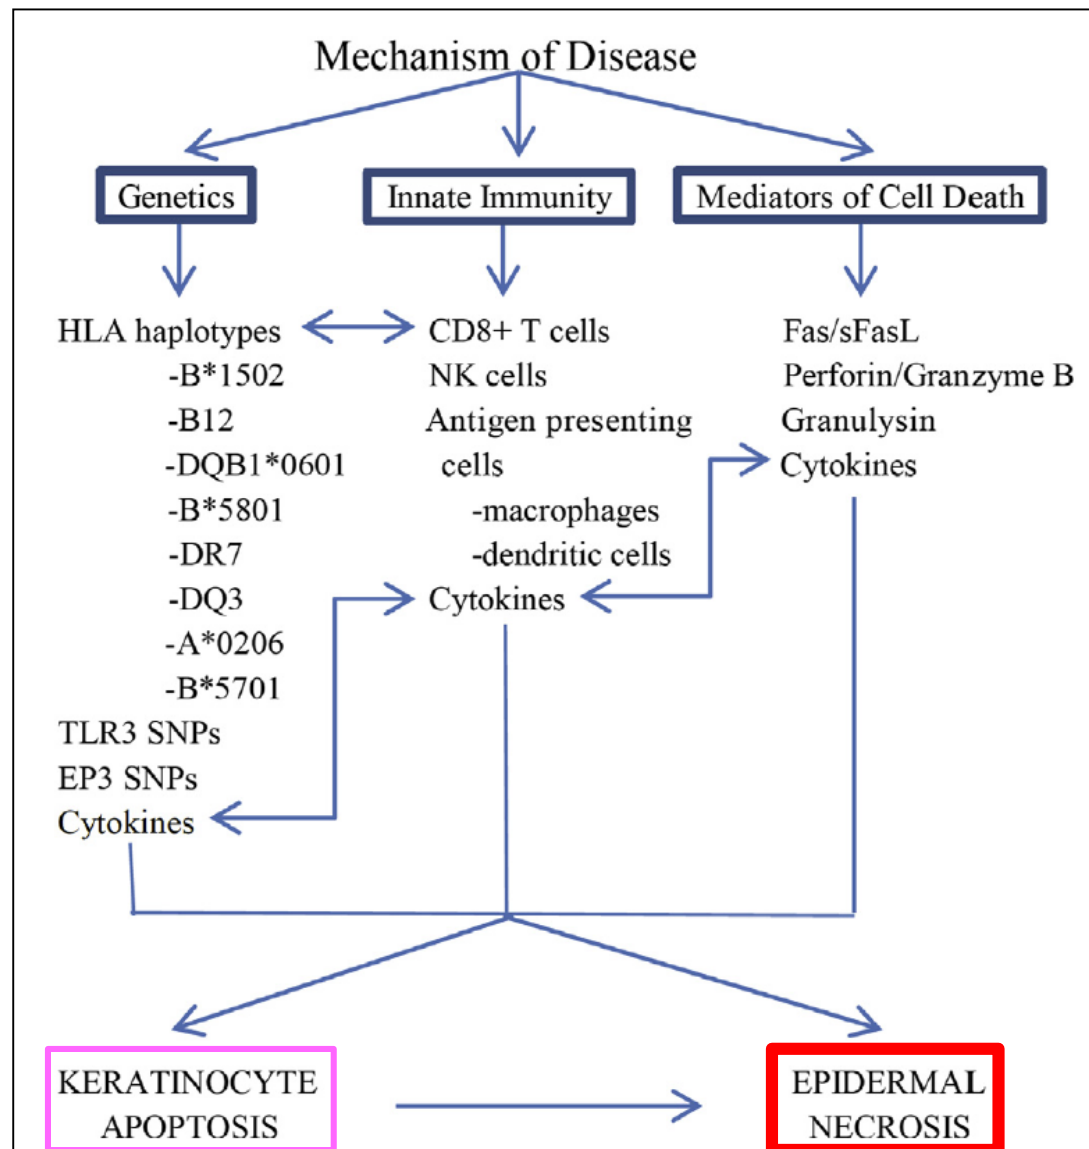 Mechanism of Disease
Genetics
Innate Immunity
Mediators of Cell Death
HLA haplotypes
-B*1502
-B12
-DQB1*0601
-B*5801
-DR7
-DQ3
-A*0206
-B*5701
TLR3 SNPs
EP3 SNPs
Cytokines
CD8+ T cells
NK cells
Antigen presenting
cells
-macrophages
-dendritic cells
Cytokines
Fas/sFasL
Perforin/Granzyme B
Granulysin
Cytokines
KERATINOCYTE
APOPTOSIS
EPIDERMAL
NECROSIS